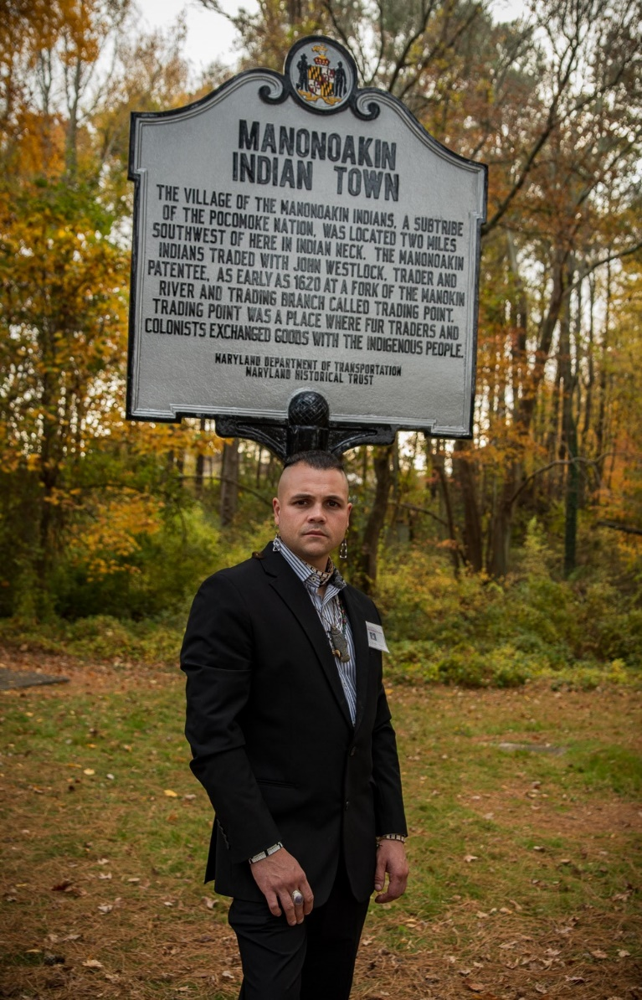 MANONOAKIN
INDIAN TOWN
THE VILLAGE OF THE MANONOAKIN INDIANS, A SUBTRIBE
OF THE POCOMOKE NATION, WAS LOCATED TWO MILES
SOUTHWEST OF HERE IN INDIAN NECK. THE MANONOAKIN
INDIANS TRADED WITH JOHN WESTLOCK, TRADER AND
PATENTEE, AS EARLY AS 1620 AT A FORK OF THE MANOKIN
RIVER AND TRADING BRANCH CALLED TRADING POINT.
TRADING POINT WAS A PLACE WHERE FUR TRADERS AND
COLONISTS EXCHANGED GOODS WITH THE INDIGENOUS PEOPLE.
MARYLAND DEPARTMENT OF TRANSPORTATION
MARYLAND HISTORICAL TRUST